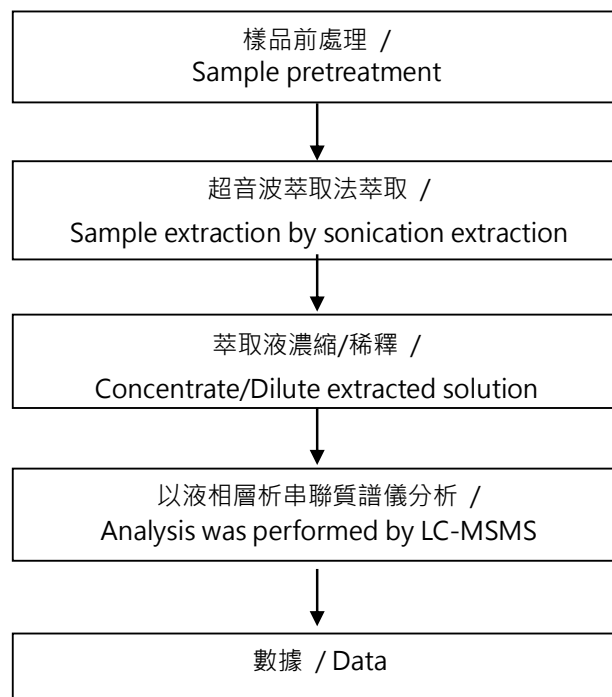 樣品前處理 /
Sample pretreatment
超音波萃取法萃取 /
Sample extraction by sonication extraction
萃取液濃縮/稀釋 /
Concentrate/Dilute extracted solution
以液相層析串聯質譜儀分析 /
Analysis was performed by LC-MSMS
數據 / Data